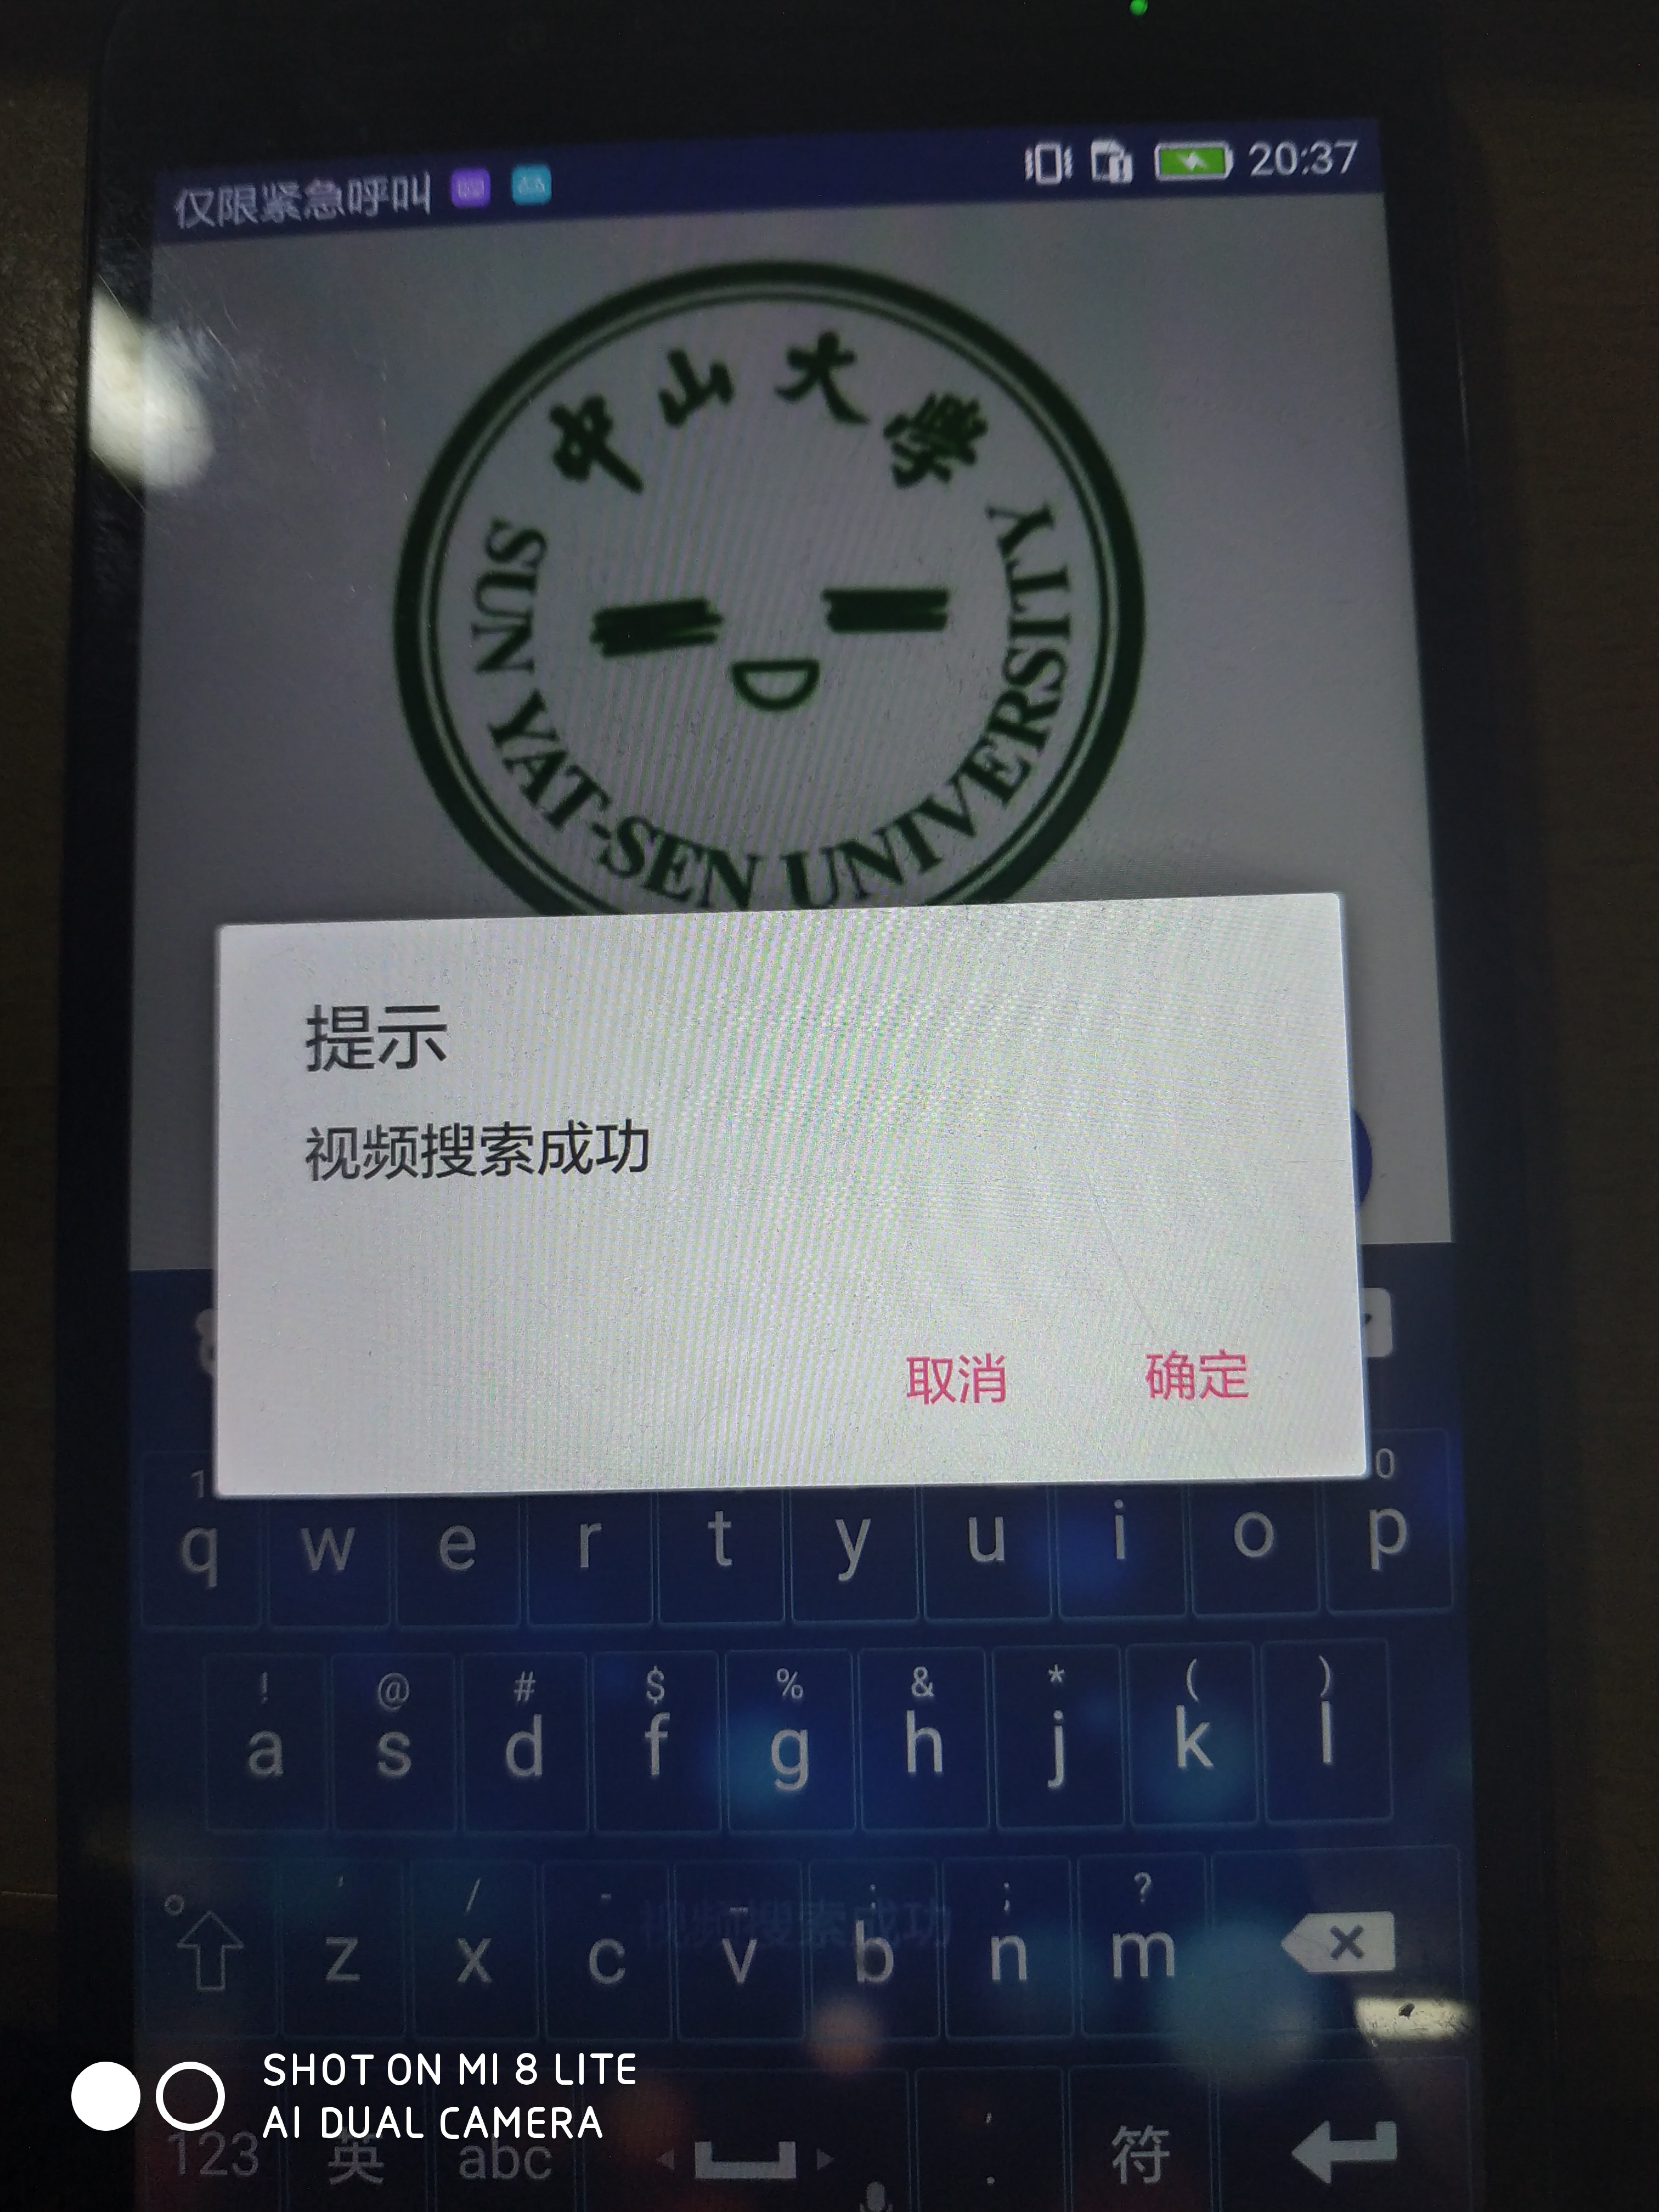 仅限紧急呼叫
20:37
中山大學
SUN YAT-SEN UNIVERSITY
提示
视频搜索成功
取消 确定
1 0
q w e r t y u i o p
! @ # $ % & * ( )
a s d f g h j k l
' / - _ : ; ?
z x c v b n m
视频搜索成功
123 英 abc , . 符
SHOT ON MI 8 LITE
AI DUAL CAMERA